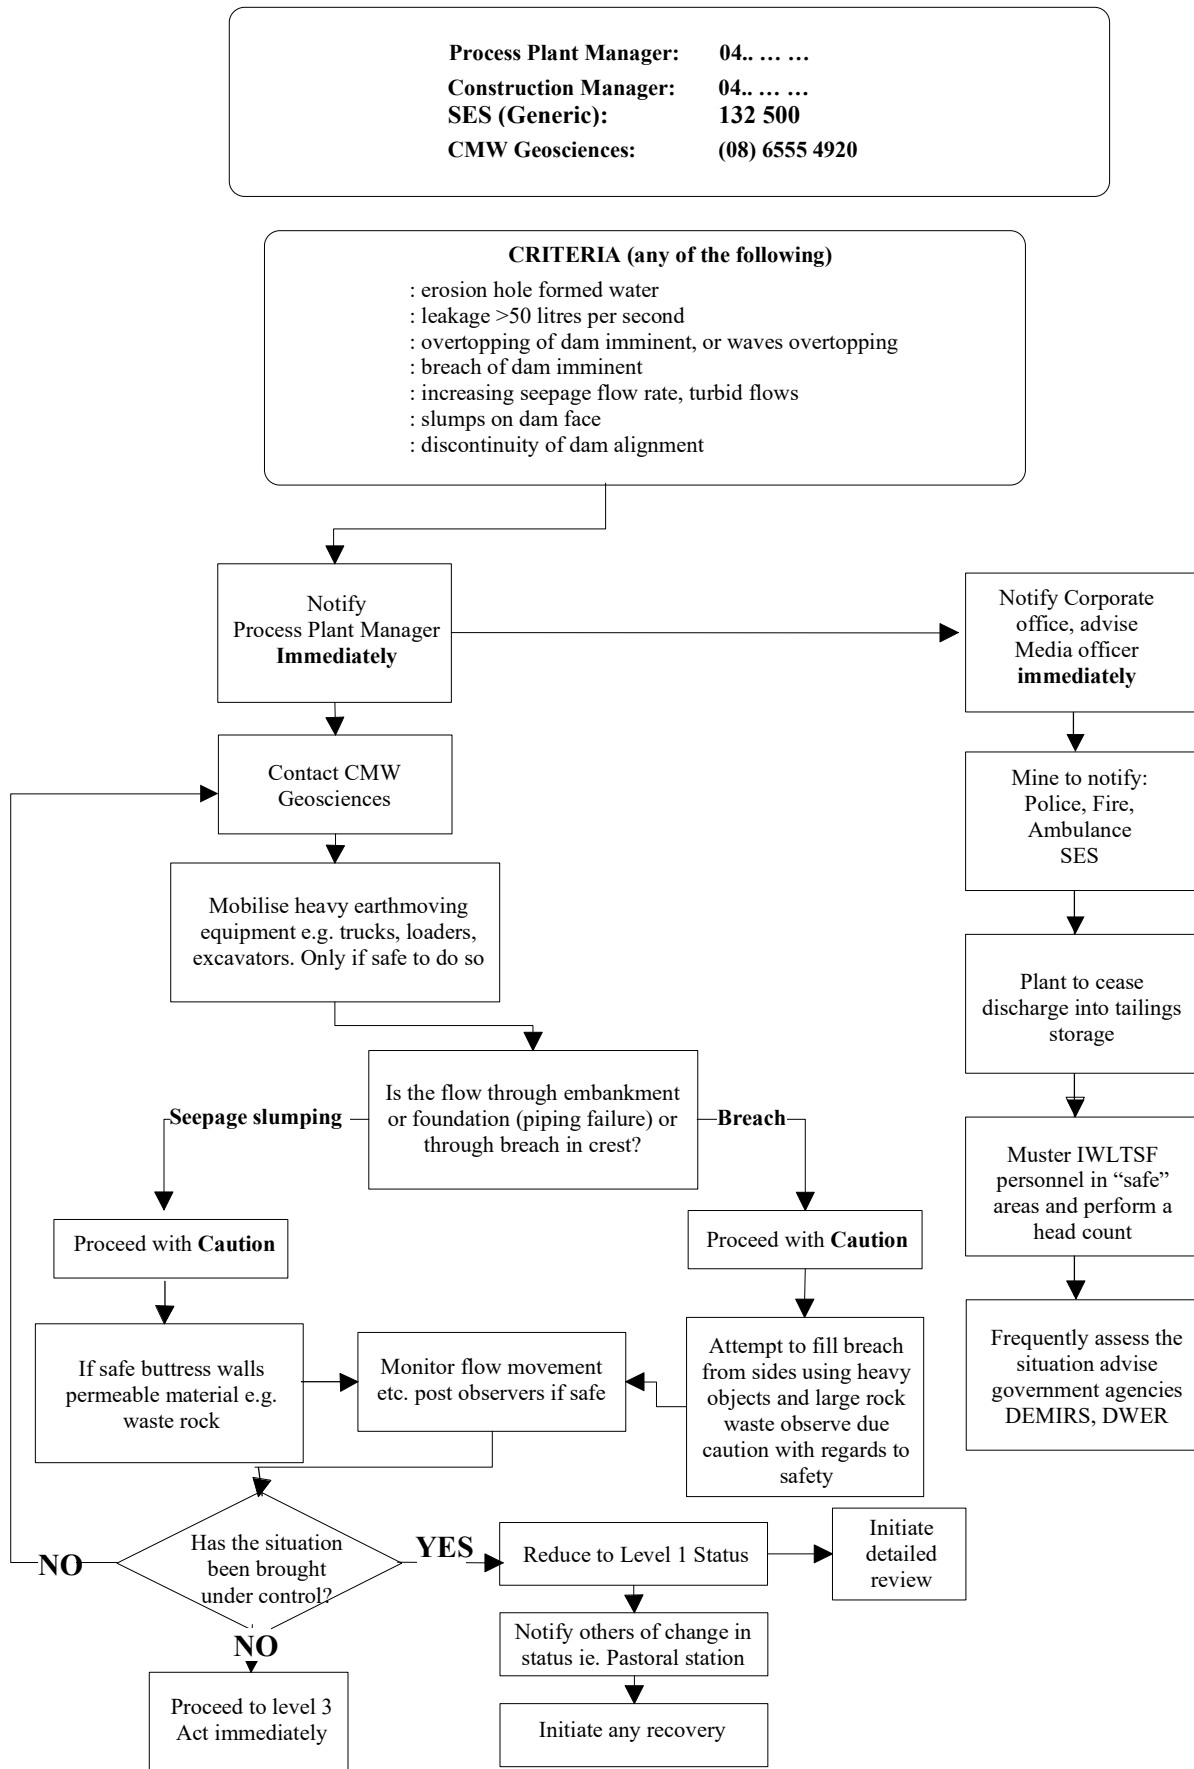 Process Plant Manager: 04.. ... ...
Construction Manager: 04.. ... ...
SES (Generic): 132 500
CMW Geosciences: (08) 6555 4920
CRITERIA (any of the following)
: erosion hole formed water
: leakage >50 litres per second
: overtopping of dam imminent, or waves overtopping
: breach of dam imminent
: increasing seepage flow rate, turbid flows
: slumps on dam face
: discontinuity of dam alignment
Notify
Process Plant Manager
Immediately
Notify Corporate
office, advise
Media officer
immediately
Contact CMW
Geosciences
Mine to notify:
Police, Fire,
Ambulance
SES
Mobilise heavy earthmoving
equipment e.g. trucks, loaders,
excavators. Only if safe to do so
Plant to cease
discharge into tailings
storage
Is the flow through embankment
or foundation (piping failure) or
through breach in crest?
Seepage slumping
Breach
Muster IWLTSF
personnel in “safe”
areas and perform a
head count
Proceed with Caution
Proceed with Caution
If safe buttress walls
permeable material e.g.
waste rock
Monitor flow movement
etc. post observers if safe
Attempt to fill breach
from sides using heavy
objects and large rock
waste observe due
caution with regards to
safety
Frequently assess the
situation advise
government agencies
DEMIRS, DWER
Has the situation
been brought
under control?
NO
YES
Reduce to Level 1 Status
Initiate
detailed
review
NO
Notify others of change in
status ie. Pastoral station
Proceed to level 3
Act immediately
Initiate any recovery